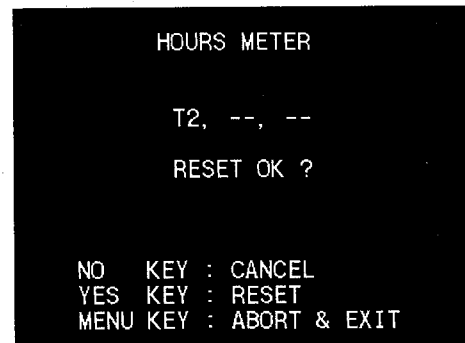 HOURS METER
T2, --, --
RESET OK ?
NO KEY : CANCEL
YES KEY : RESET
MENU KEY : ABORT & EXIT